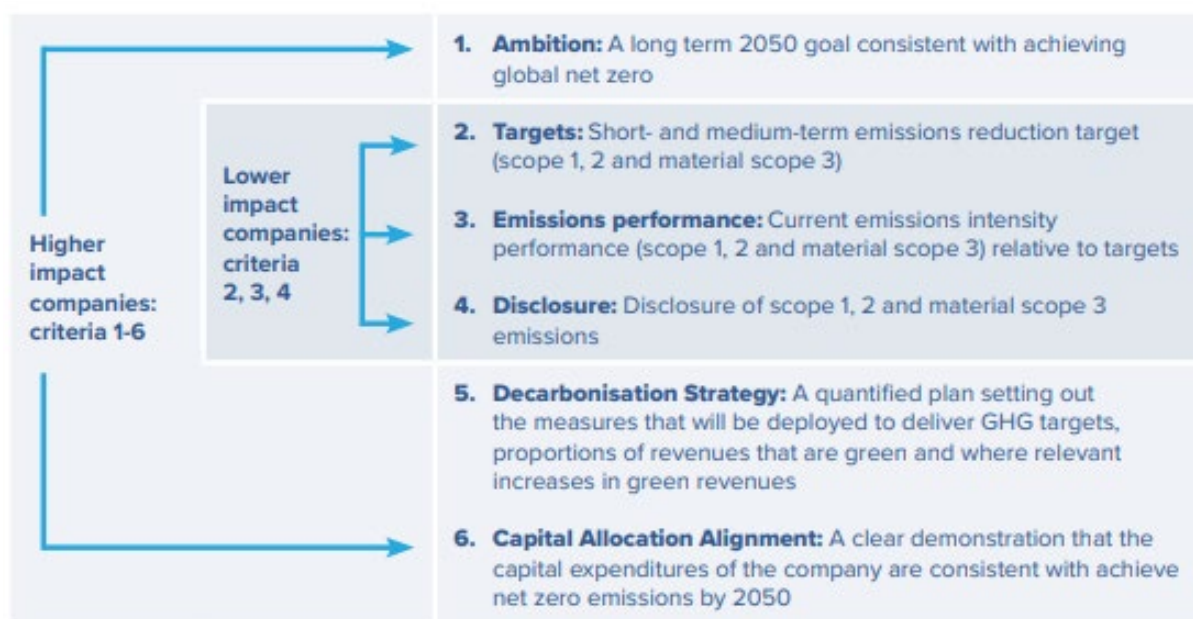 1. Ambition: A long term 2050 goal consistent with achieving
global net zero
Lower
impact
companies:
criteria
2, 3, 4
2. Targets: Short- and medium-term emissions reduction target
(scope 1, 2 and material scope 3)
3. Emissions performance: Current emissions intensity
performance (scope 1, 2 and material scope 3) relative to targets
4. Disclosure: Disclosure of scope 1, 2 and material scope 3
emissions
Higher
impact
companies:
criteria 1-6
5. Decarbonisation Strategy: A quantified plan setting out
the measures that will be deployed to deliver GHG targets,
proportions of revenues that are green and where relevant
increases in green revenues
6. Capital Allocation Alignment: A clear demonstration that the
capital expenditures of the company are consistent with achieve
net zero emissions by 2050